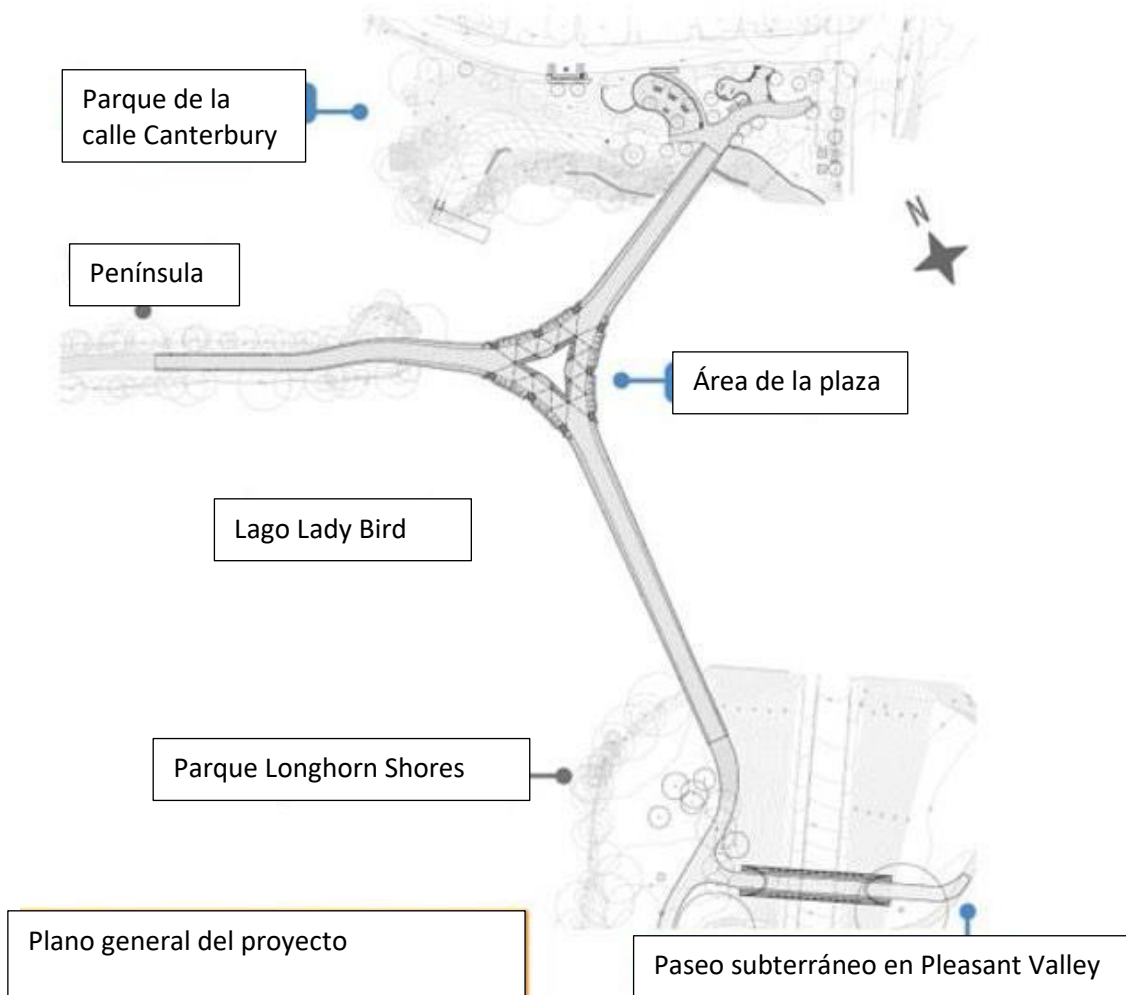 Parque de la
calle Canterbury
N
Península
Área de la plaza
Lago Lady Bird
Parque Longhorn Shores
Plano general del proyecto
Paseo subterráneo en Pleasant Valley